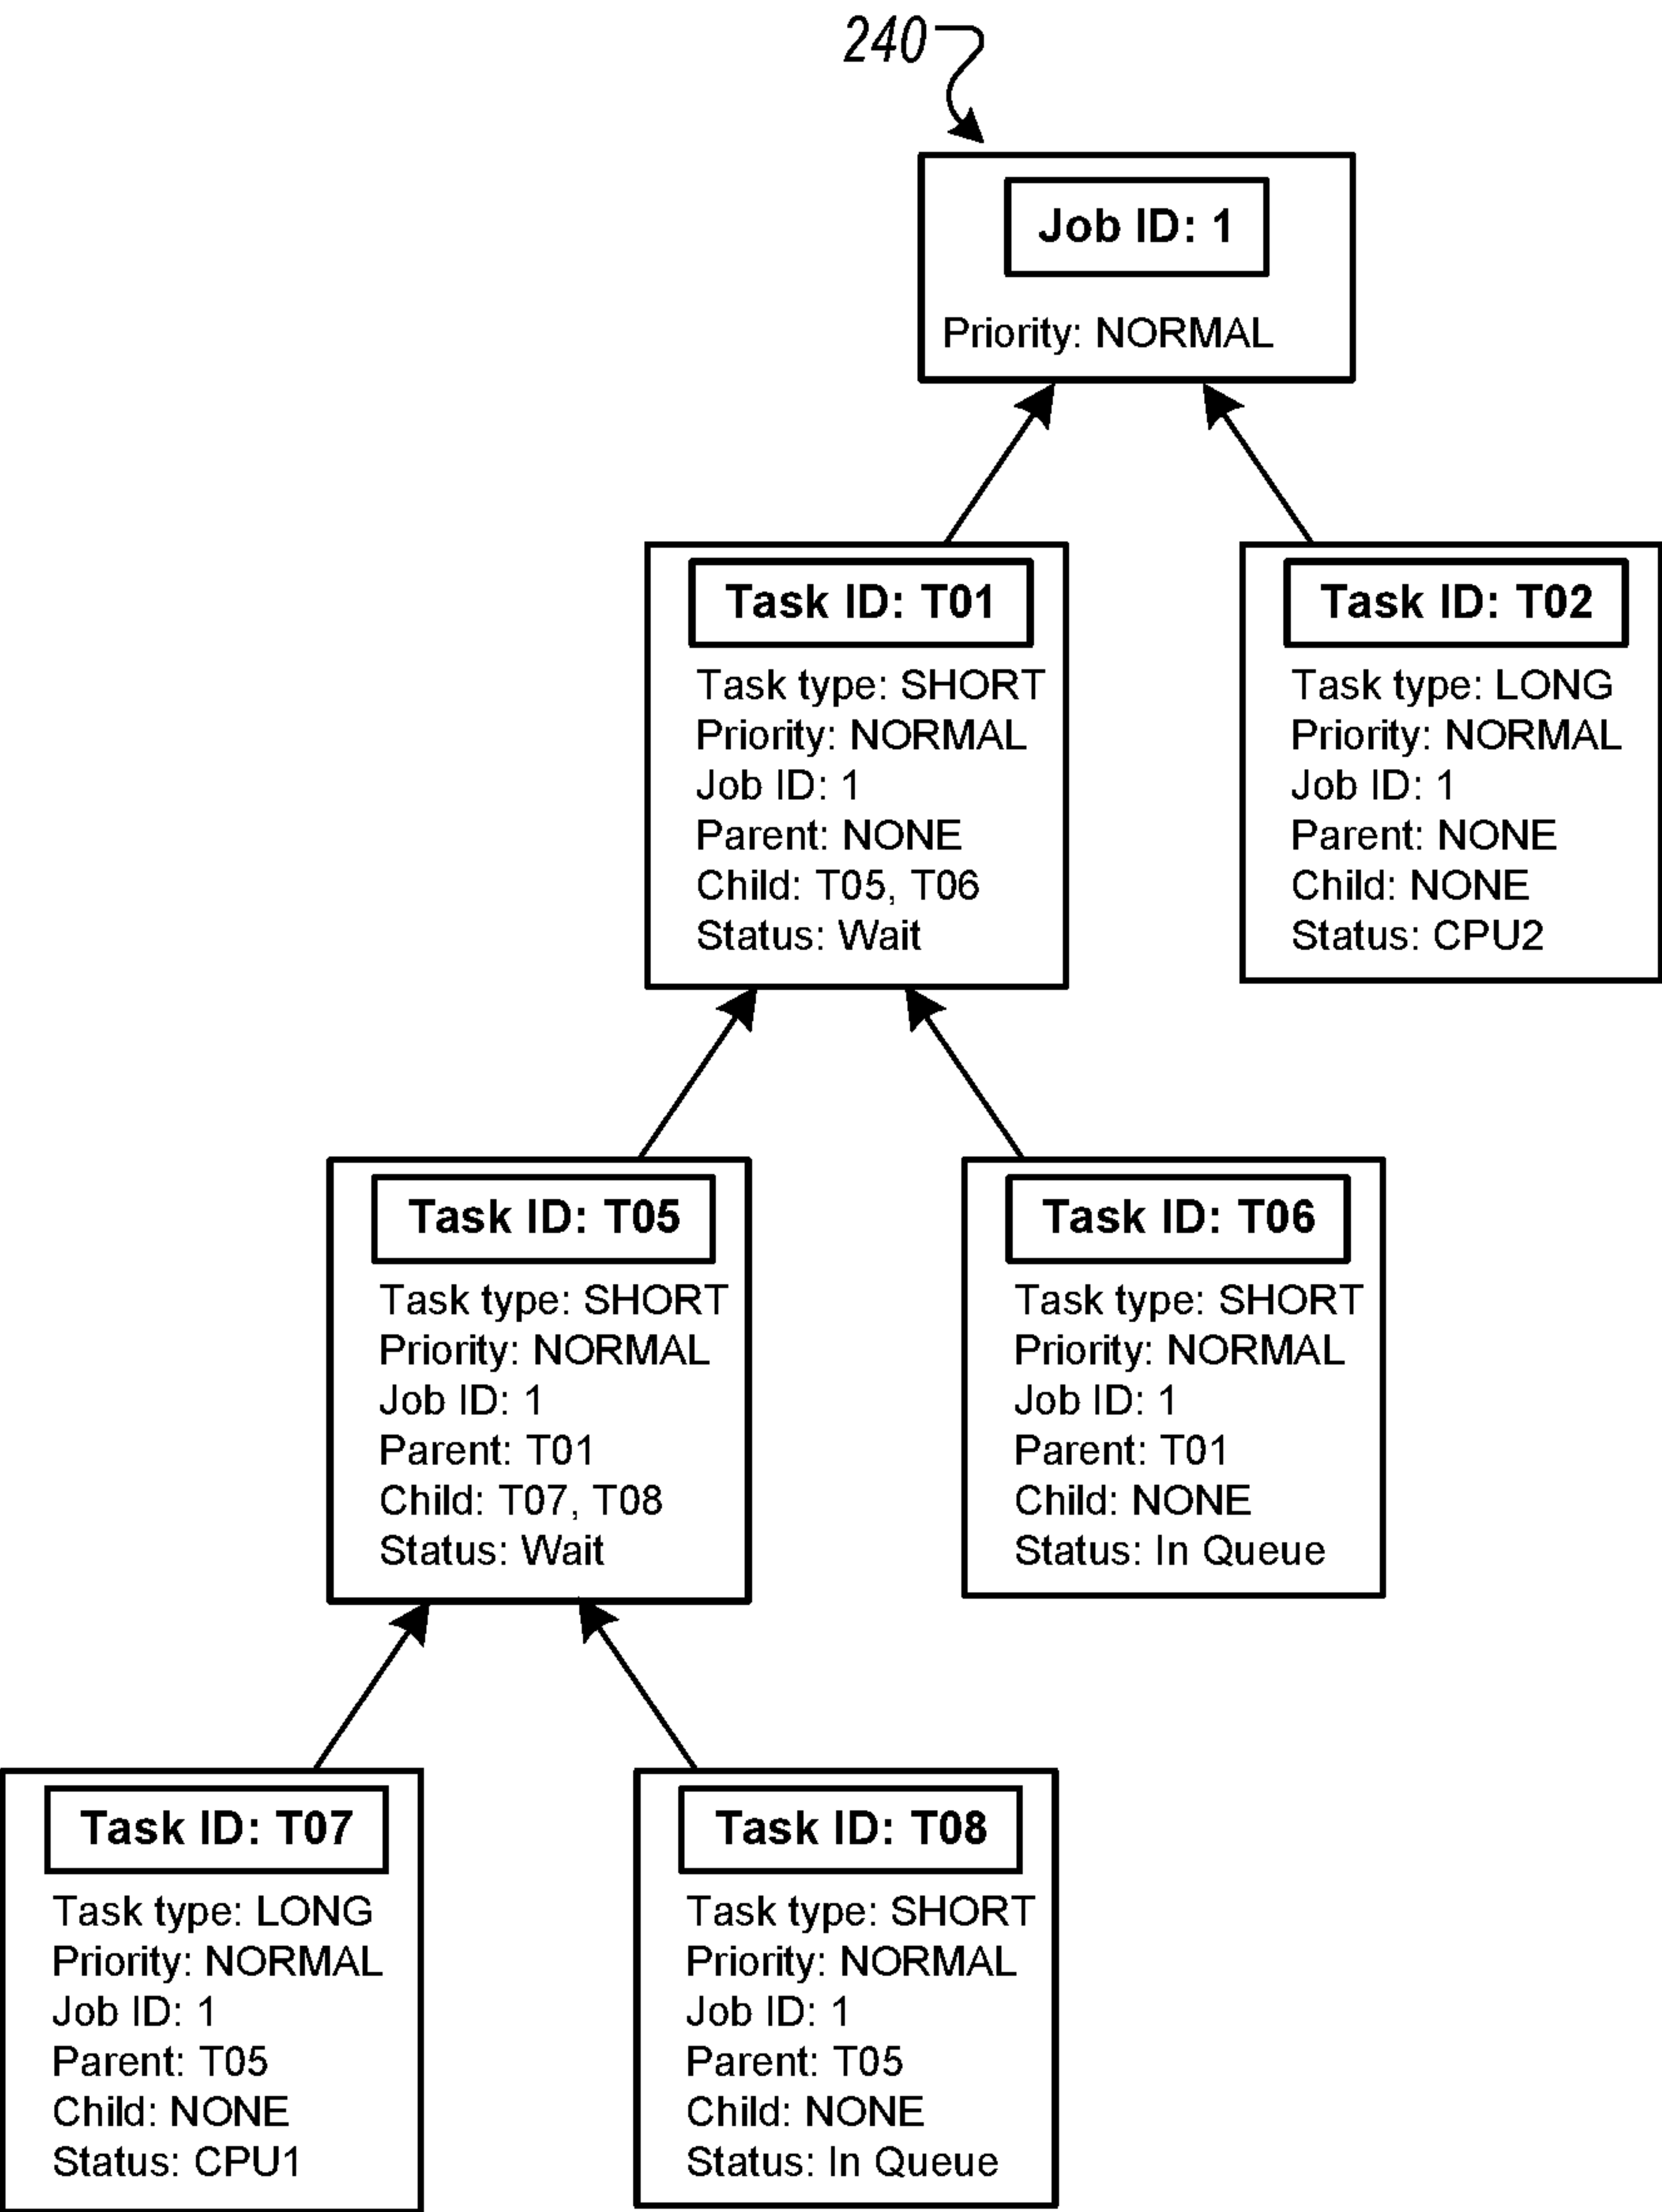 240
Job ID: 1
Priority: NORMAL
Task ID: T01
Task type: SHORT
Priority: NORMAL
Job ID: 1
Parent: NONE
Child: T05, T06
Status: Wait
Task ID: T02
Task type: LONG
Priority: NORMAL
Job ID: 1
Parent: NONE
Child: NONE
Status: CPU2
Task ID: T05
Task type: SHORT
Priority: NORMAL
Job ID: 1
Parent: T01
Child: T07, T08
Status: Wait
Task ID: T06
Task type: SHORT
Priority: NORMAL
Job ID: 1
Parent: T01
Child: NONE
Status: In Queue
Task ID: T07
Task type: LONG
Priority: NORMAL
Job ID: 1
Parent: T05
Child: NONE
Status: CPU1
Task ID: T08
Task type: SHORT
Priority: NORMAL
Job ID: 1
Parent: T05
Child: NONE
Status: In Queue